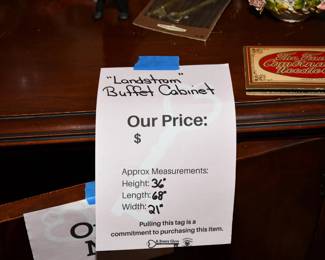 "Landstrom"
Buffet Cabinet
Our Price:
$
Approx Measurements:
Height: 36"
Length: 68"
Width: 21"
Pulling this tag is a
commitment to purchasing this item.